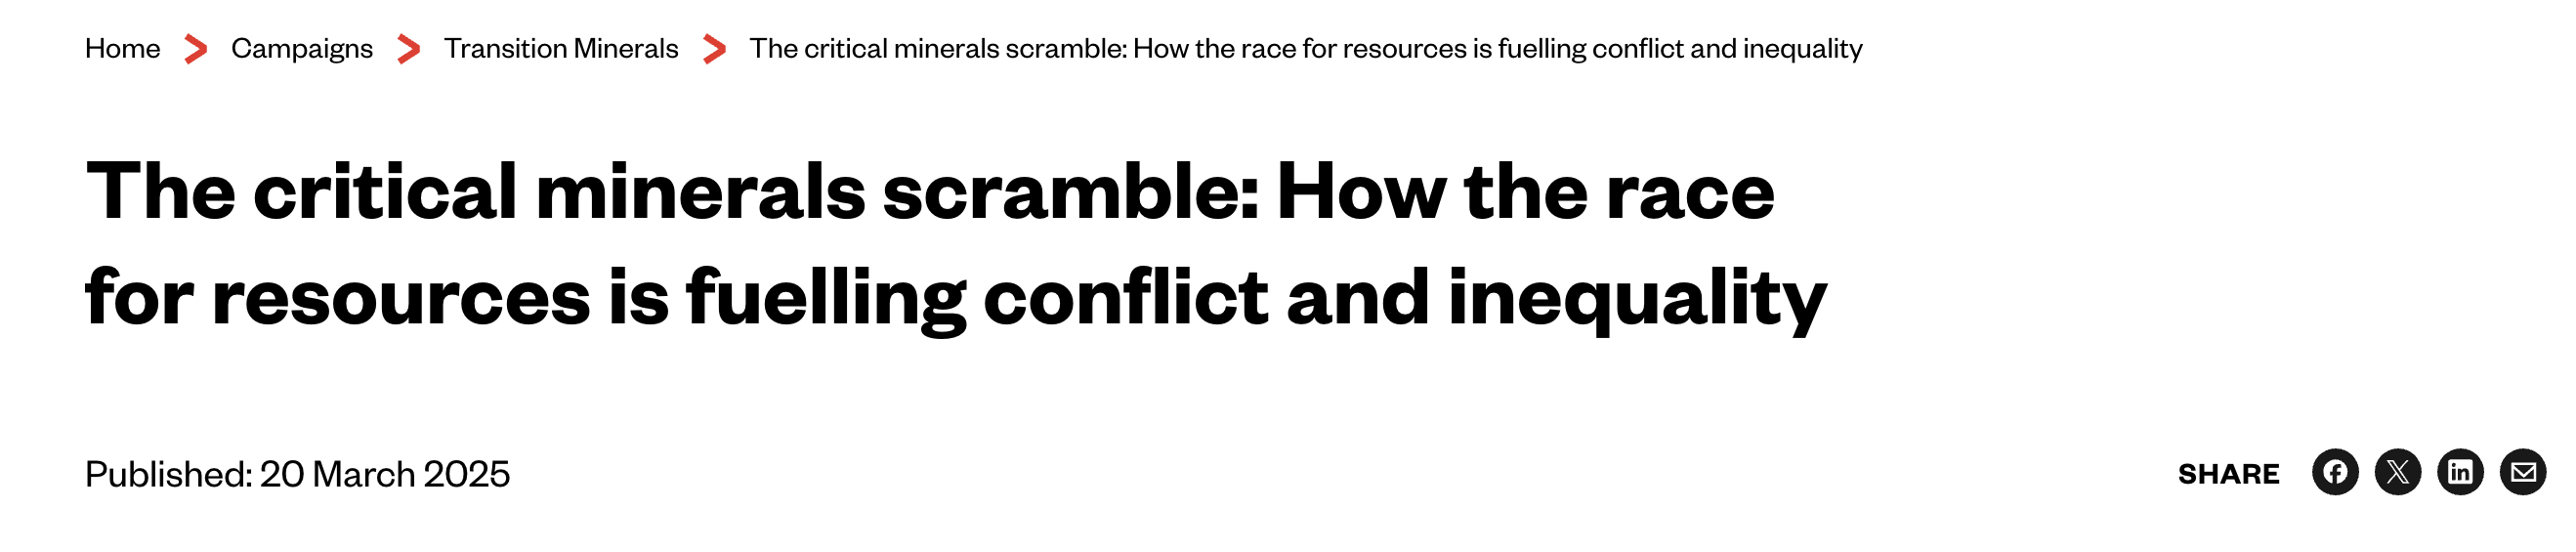 Home > Campaigns > Transition Minerals > The critical minerals scramble: How the race for resources is fuelling conflict and inequality
The critical minerals scramble: How the race
for resources is fuelling conflict and inequality
Published: 20 March 2025
SHARE